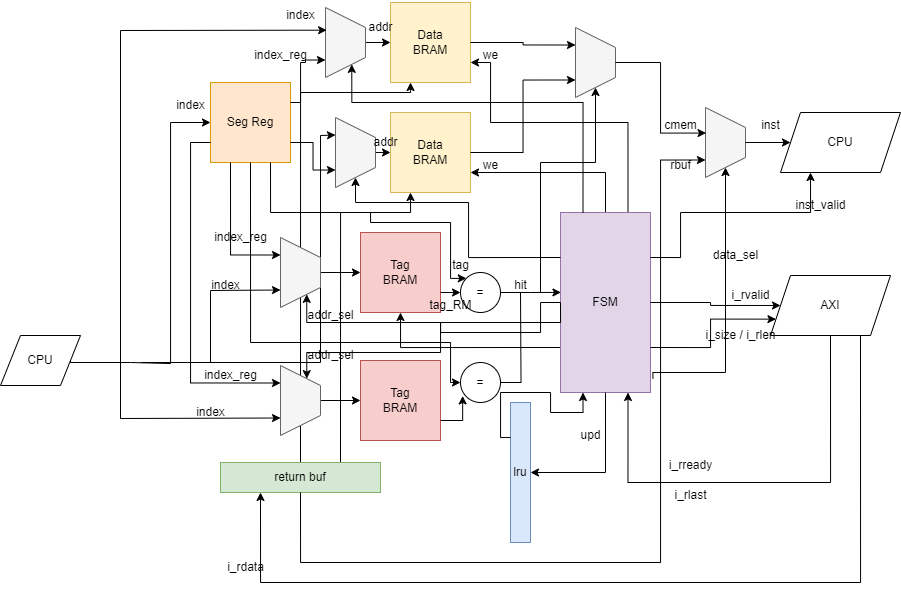 index
addr
Data
BRAM
index_reg
we
index
Seg Reg
cmem
inst
CPU
addr
Data
BRAM
we
rbuf
inst_valid
index_reg
tag
Tag
BRAM
data_sel
index
=
hit
tag_RM
FSM
i_rvalid
AXI
addr_sel
i_size / i_rlen
CPU
addr_sel
index_reg
=
Tag
BRAM
index
upd
return buf
lru
i_rready
i_rlast
i_rdata